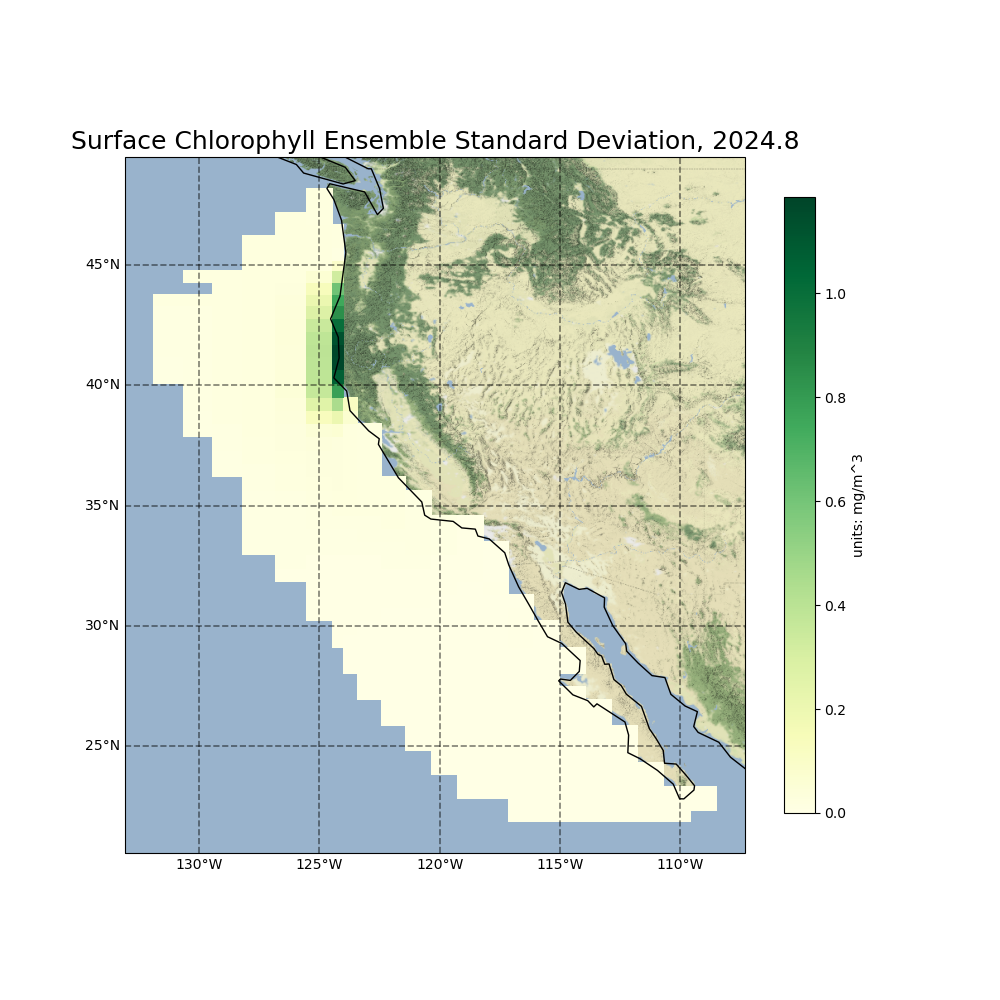 Surface Chlorophyll Ensemble Standard Deviation, 2024.8
45°N
40°N
35°N
30°N
25°N
130°W
125°W
120°W
115°W
110°W
1.0
0.8
0.6
0.4
0.2
0.0
units: mg/m^3